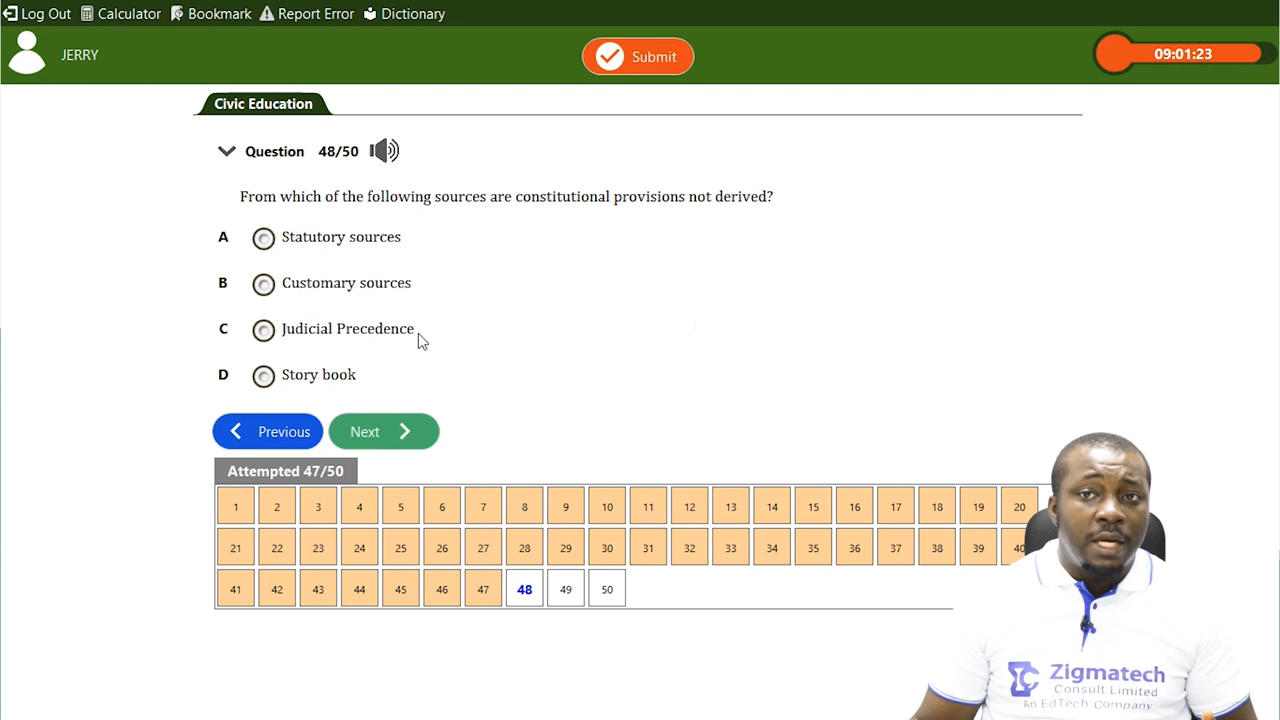 Log Out Calculator Bookmark Report Error Dictionary
JERRY
Submit
09:01:23
Civic Education
Question 48/50
From which of the following sources are constitutional provisions not derived?
A Statutory sources
B Customary sources
C Judicial Precedence
D Story book
Previous Next
Attempted 47/50
1 2 3 4 5 6 7 8 9 10 11 12 13 14 15 16 17 18 19 20
21 22 23 24 25 26 27 28 29 30 31 32 33 34 35 36 37 38 39 40
41 42 43 44 45 46 47 48 49 50
Zigmatech
Consult Limited
An EdTech Company